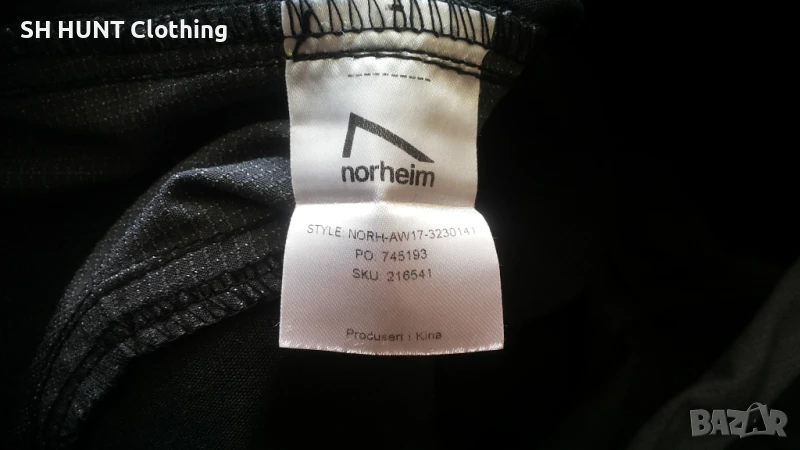 SH HUNT Clothing
norheim
STYLE: NORH-AW17-3230141
PO: 745193
SKU: 216541
Produsert i Kina
BAZAR